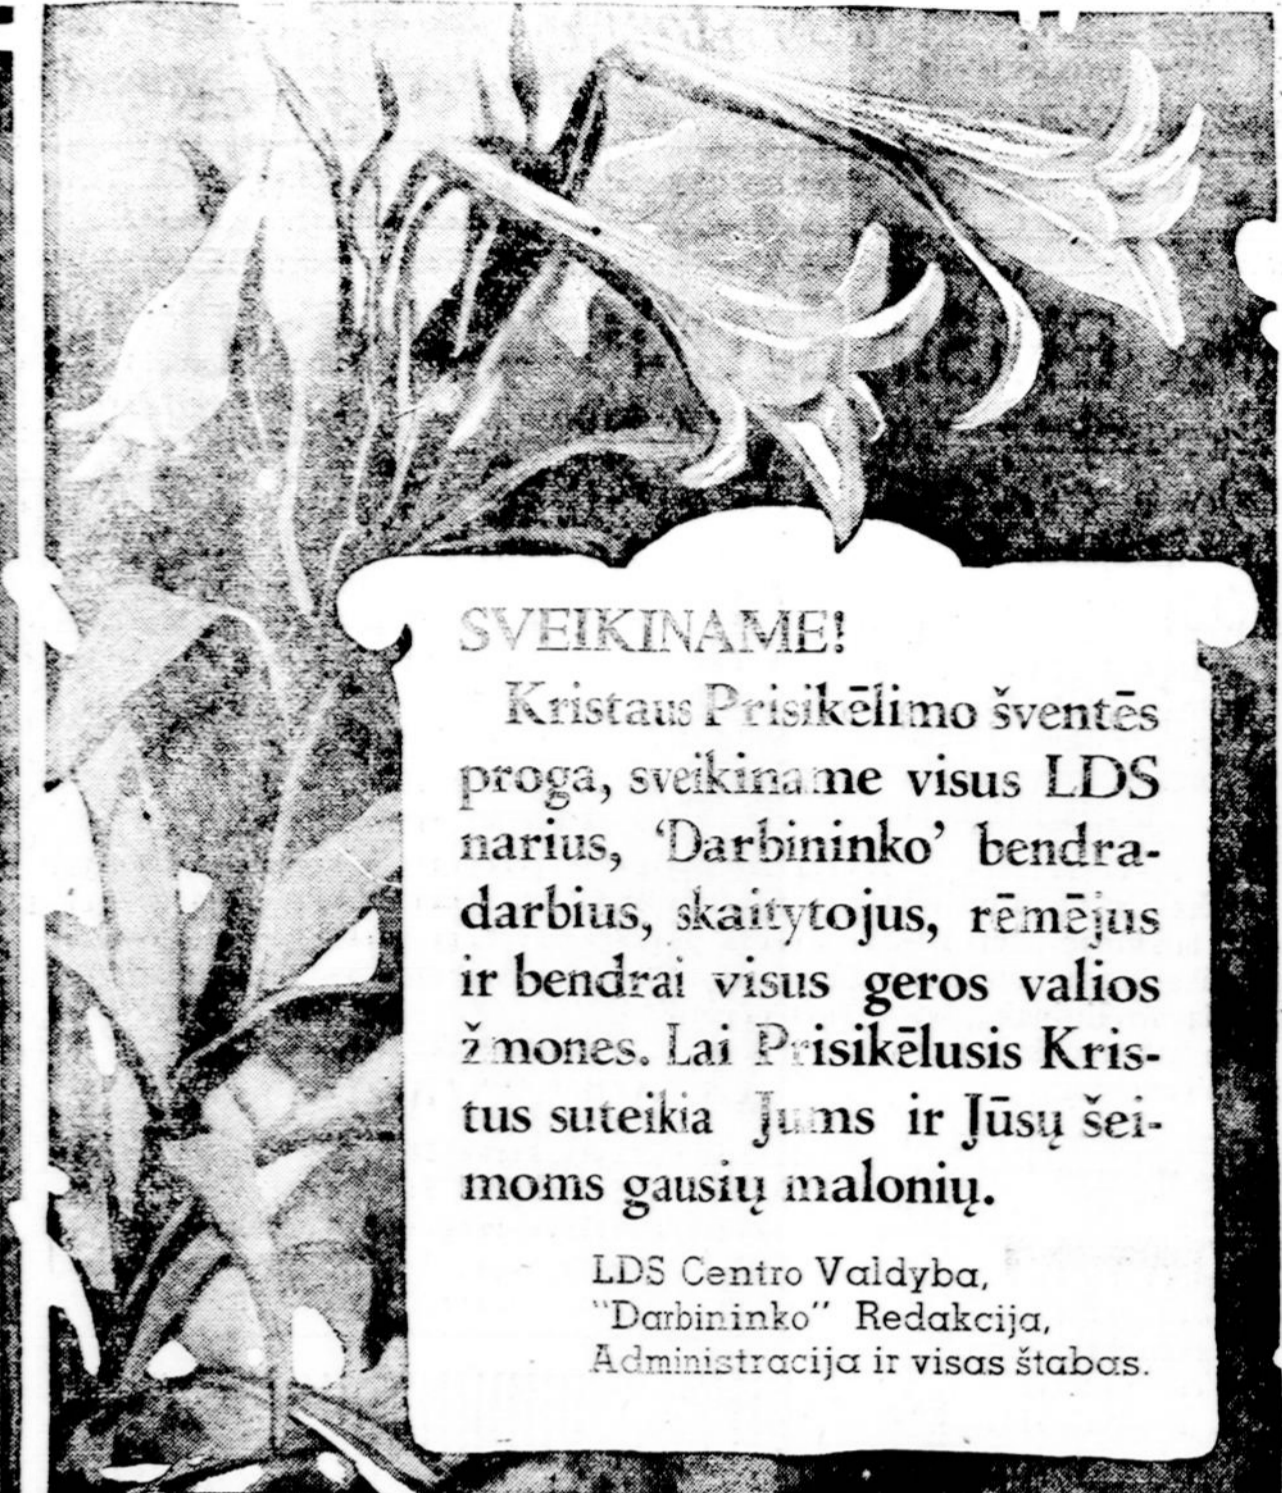 SVEIKINAME!
Kristaus Prisikēlimo šventēs
proga, sveikiname visus LDS
narius, ‘Darbininko’ bendra-
darbius, skaitytojus, rēmējus
ir bendrai visus geros valios
žmones. Lai Prisikēlusis Kris-
tus suteikia Jums ir Jūsų šei-
moms gausių malonių.
LDS Centro Valdyba,
"Darbininko" Redakcija,
Administracija ir visas štabas.